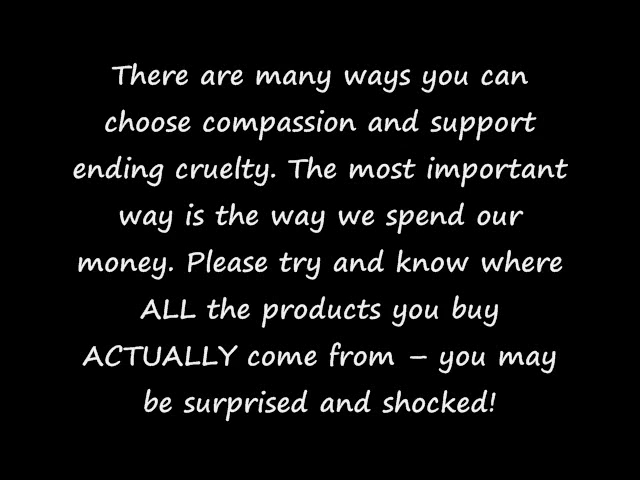 There are many ways you can
choose compassion and support
ending cruelty. The most important
way is the way we spend our
money. Please try and know where
ALL the products you buy
ACTUALLY come from – you may
be surprised and shocked!